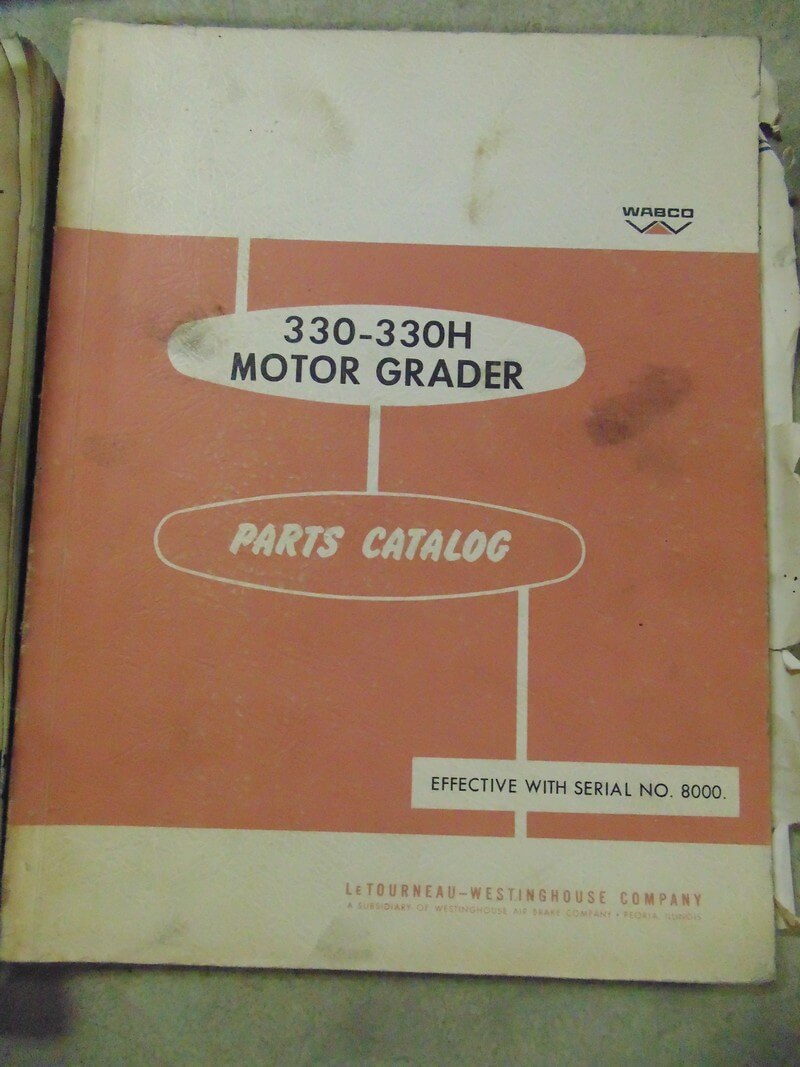 WABCO
330-330H
MOTOR GRADER
PARTS CATALOG
EFFECTIVE WITH SERIAL NO. 8000.
LeTOURNEAU-WESTINGHOUSE COMPANY
A SUBSIDIARY OF WESTINGHOUSE AIR BRAKE COMPANY • PEORIA, ILLINOIS